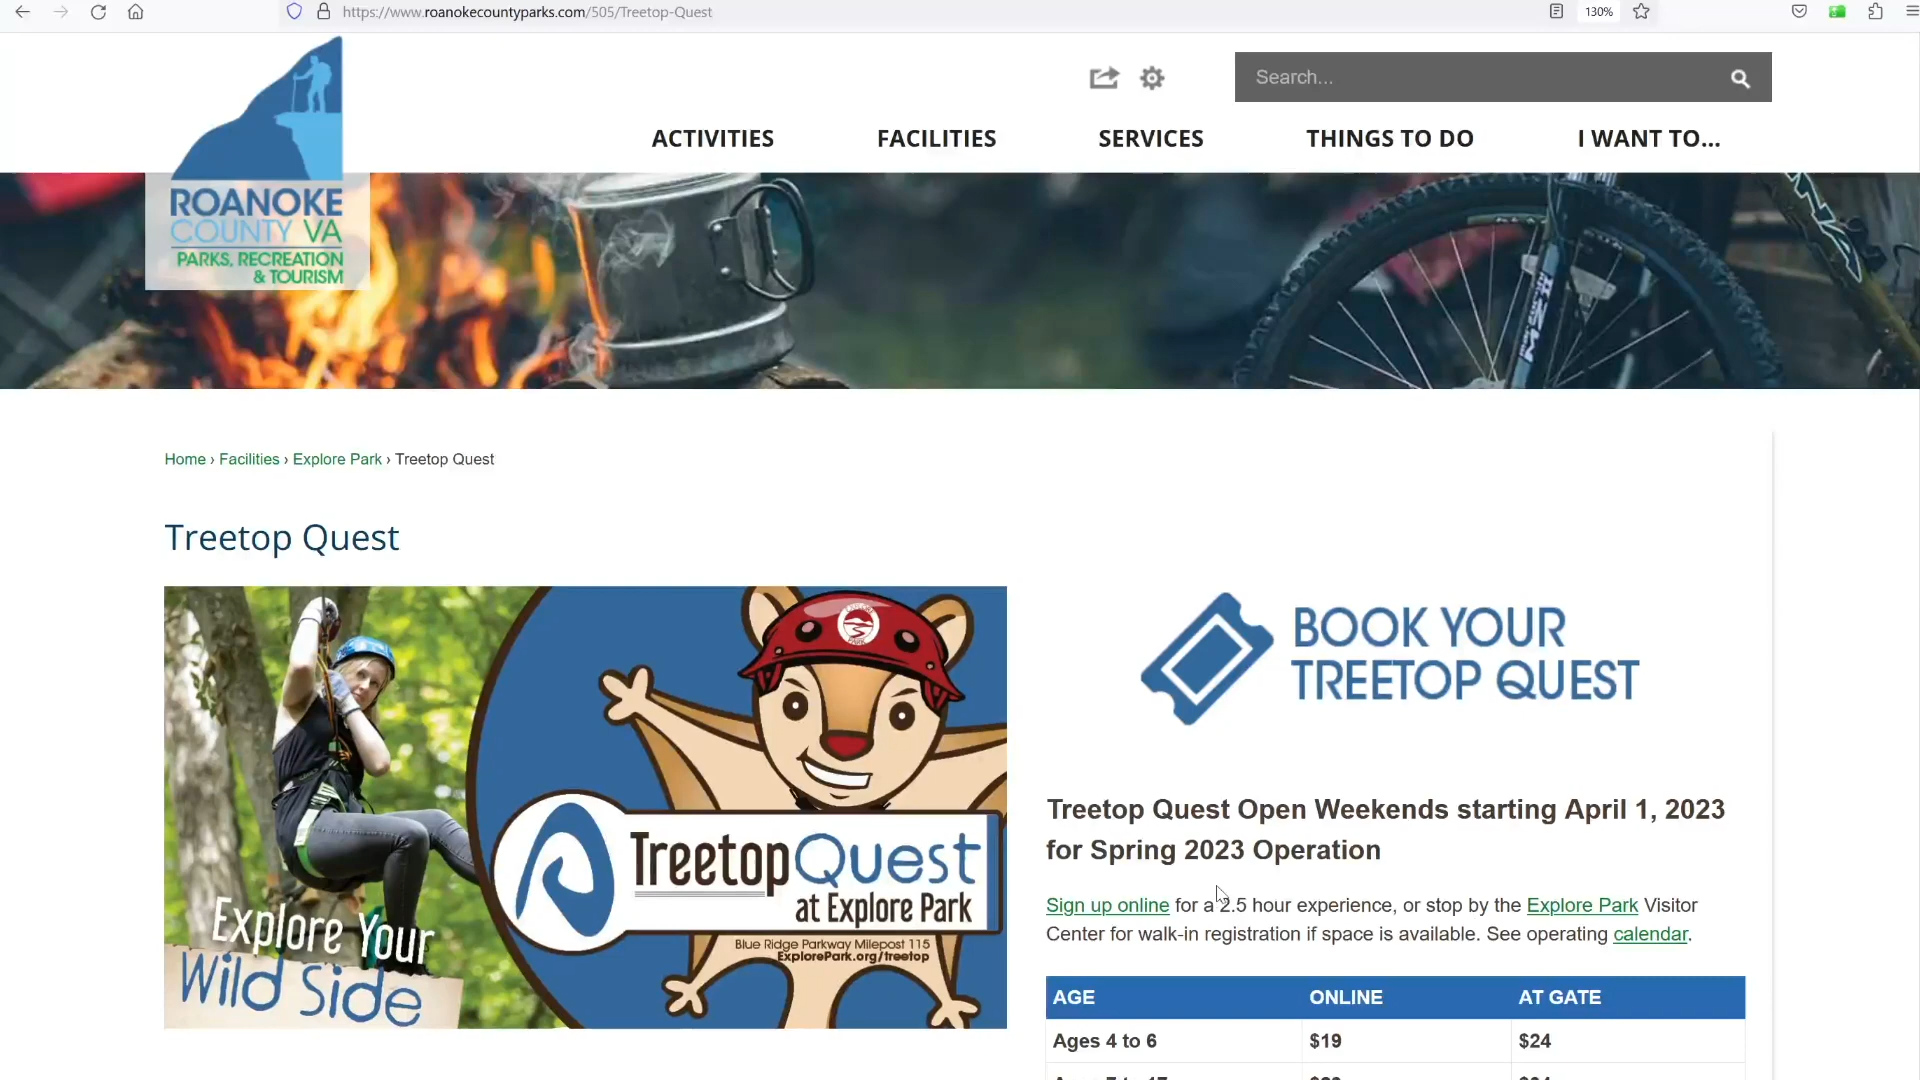 https://www.roanokecountyparks.com/505/Treetop-Quest
130%
Search...
ACTIVITIES
FACILITIES
SERVICES
THINGS TO DO
I WANT TO...
ROANOKE
COUNTY VA
PARKS, RECREATION
& TOURISM
Home › Facilities › Explore Park › Treetop Quest
Treetop Quest
Explore Your
Wild Side
TreetopQuest
at Explore Park
Blue Ridge Parkway Milepost 115
ExplorePark.org/treetop
BOOK YOUR
TREETOP QUEST
Treetop Quest Open Weekends starting April 1, 2023
for Spring 2023 Operation
Sign up online for a 2.5 hour experience, or stop by the Explore Park Visitor
Center for walk-in registration if space is available. See operating calendar.
AGE ONLINE AT GATE
Ages 4 to 6 $19 $24